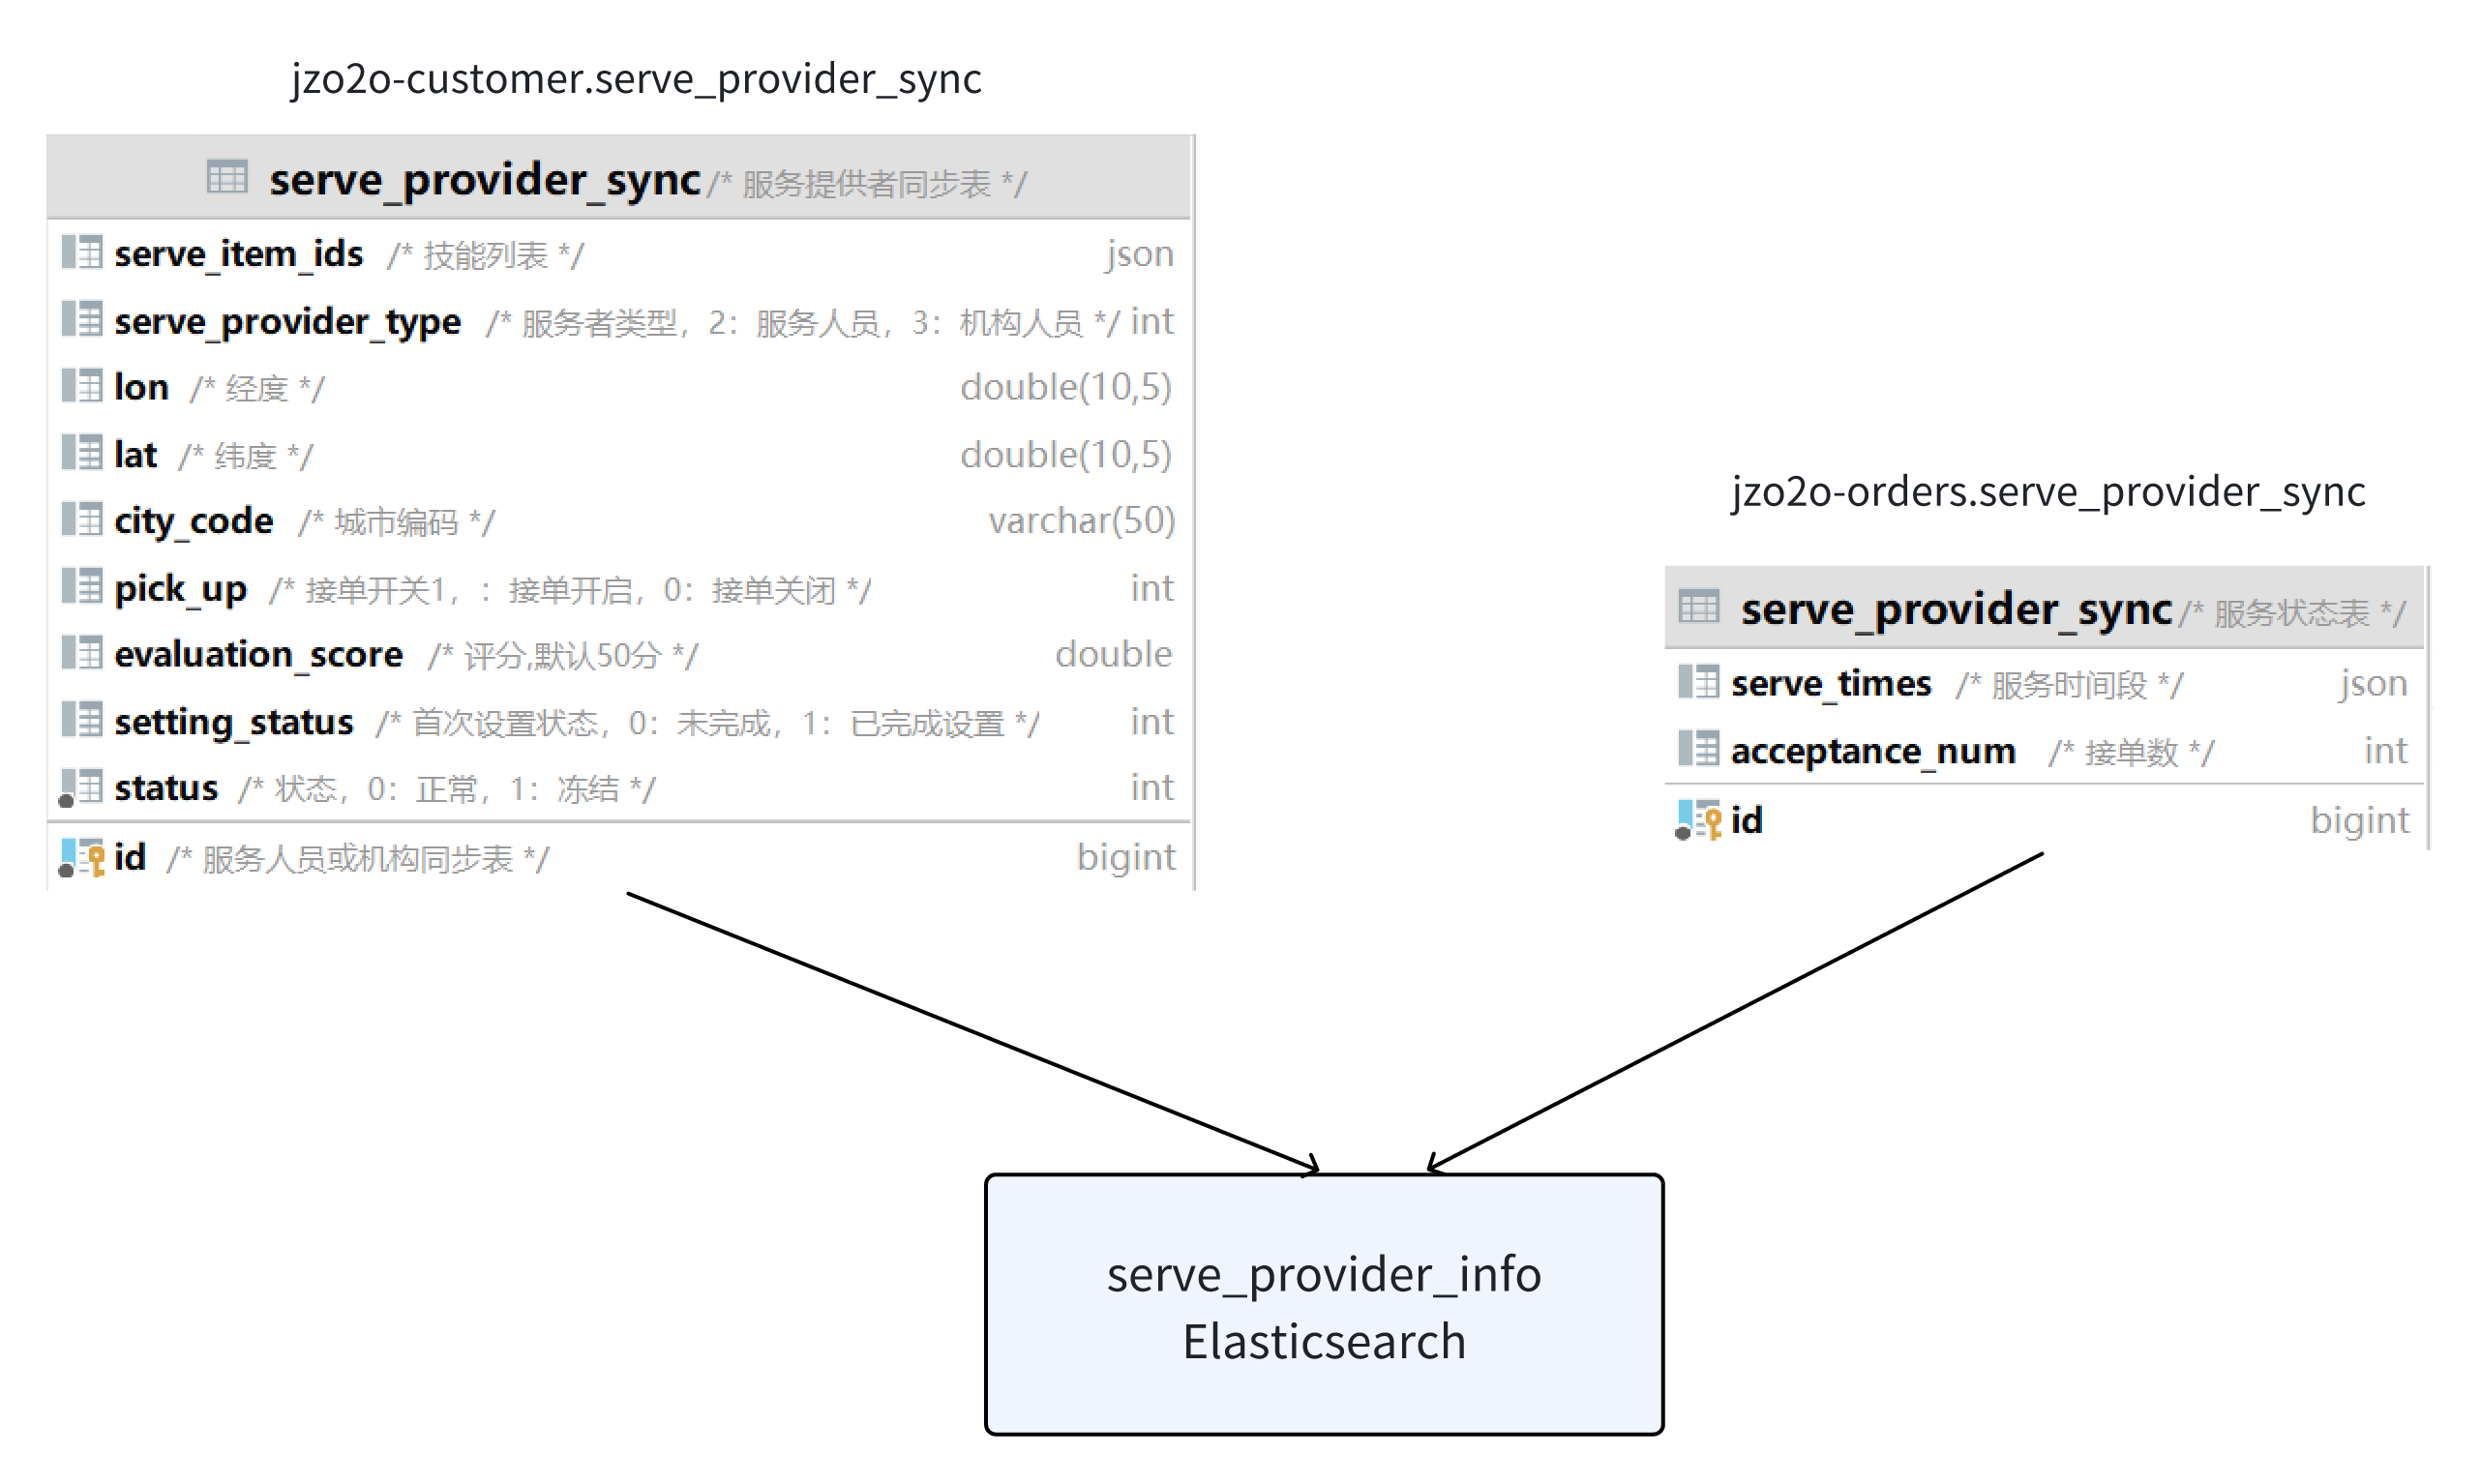 jzo2o-customer.serve_provider_sync
serve_provider_sync /* 服务提供者同步表 */
serve_item_ids /* 技能列表 */ json
serve_provider_type /* 服务者类型，2：服务人员，3：机构人员 */ int
lon /* 经度 */ double(10,5)
lat /* 纬度 */ double(10,5)
city_code /* 城市编码 */ varchar(50)
pick_up /* 接单开关1，：接单开启，0：接单关闭 */ int
evaluation_score /* 评分,默认50分 */ double
setting_status /* 首次设置状态，0：未完成，1：已完成设置 */ int
status /* 状态，0：正常，1：冻结 */ int
id /* 服务人员或机构同步表 */ bigint
jzo2o-orders.serve_provider_sync
serve_provider_sync /* 服务状态表 */
serve_times /* 服务时间段 */ json
acceptance_num /* 接单数 */ int
id bigint
serve_provider_info
Elasticsearch